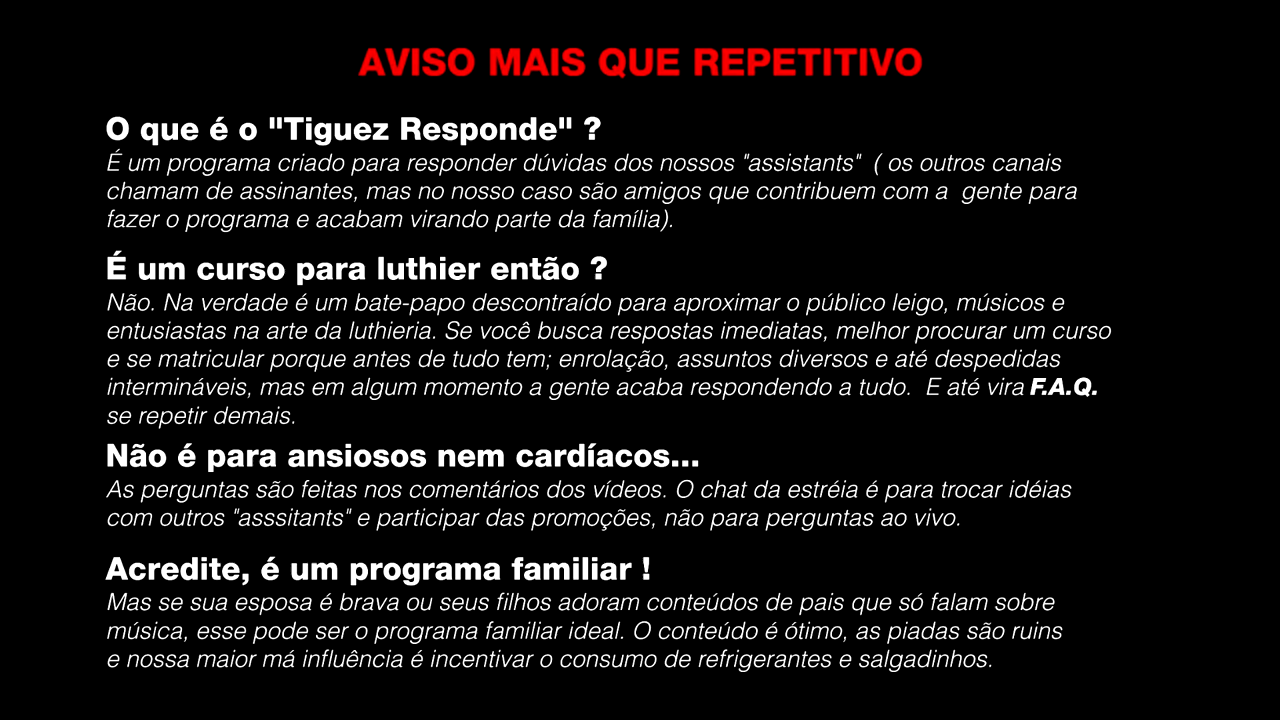 AVISO MAIS QUE REPETITIVO
O que é o "Tiguez Responde" ?
É um programa criado para responder dúvidas dos nossos "assistants"  ( os outros canais
chamam de assinantes, mas no nosso caso são amigos que contribuem com a  gente para
fazer o programa e acabam virando parte da família).
É um curso para luthier então ?
Não. Na verdade é um bate-papo descontraído para aproximar o público leigo, músicos e
entusiastas na arte da luthieria. Se você busca respostas imediatas, melhor procurar um curso
e se matricular porque antes de tudo tem; enrolação, assuntos diversos e até despedidas
intermináveis, mas em algum momento a gente acaba respondendo a tudo.  E até vira F.A.Q.
se repetir demais.
Não é para ansiosos nem cardíacos...
As perguntas são feitas nos comentários dos vídeos. O chat da estréia é para trocar idéias
com outros "asssitants" e participar das promoções, não para perguntas ao vivo.
Acredite, é um programa familiar !
Mas se sua esposa é brava ou seus filhos adoram conteúdos de pais que só falam sobre
música, esse pode ser o programa familiar ideal. O conteúdo é ótimo, as piadas são ruins
e nossa maior má influência é incentivar o consumo de refrigerantes e salgadinhos.